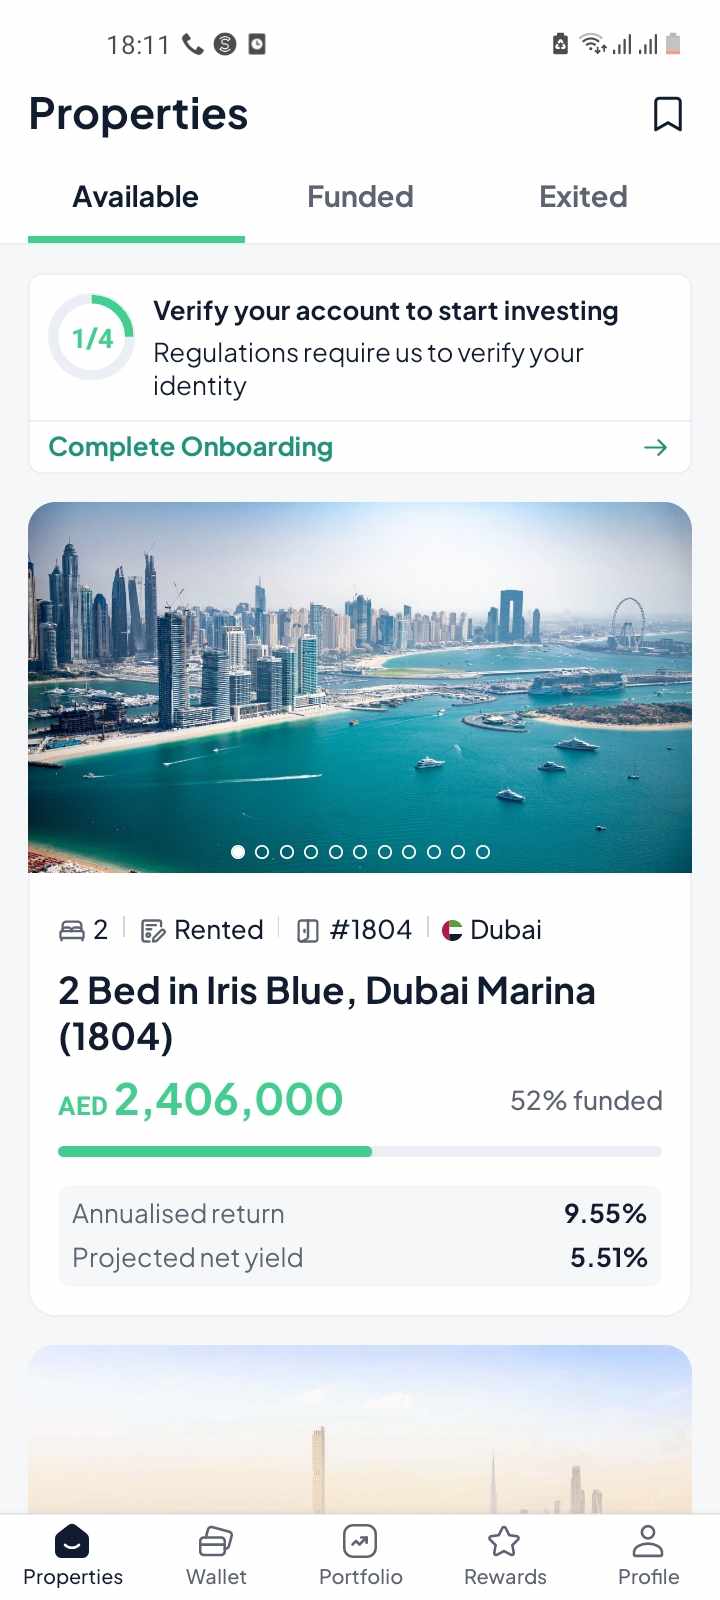 18:11
Properties
Available Funded Exited
1/4
Verify your account to start investing
Regulations require us to verify your
identity
Complete Onboarding
2 Rented #1804 Dubai
2 Bed in Iris Blue, Dubai Marina
(1804)
AED 2,406,000 52% funded
Annualised return 9.55%
Projected net yield 5.51%
Properties Wallet Portfolio Rewards Profile